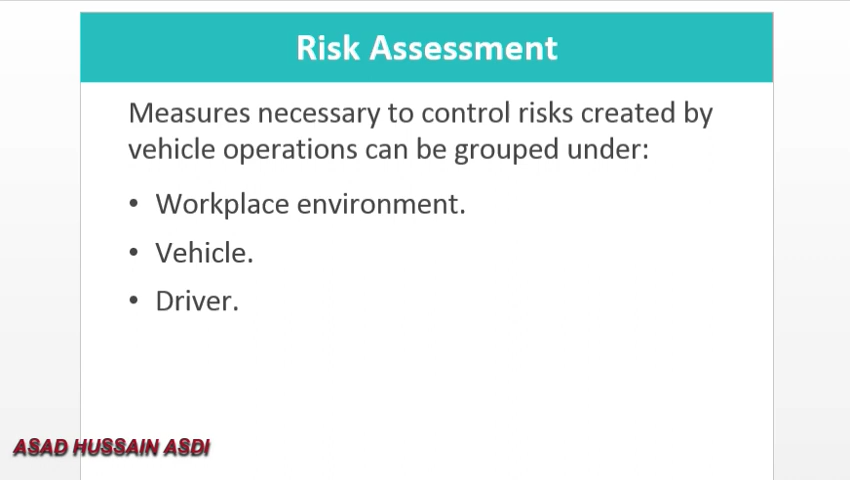 Risk Assessment
Measures necessary to control risks created by
vehicle operations can be grouped under:
• Workplace environment.
• Vehicle.
• Driver.
ASAD HUSSAIN ASDI